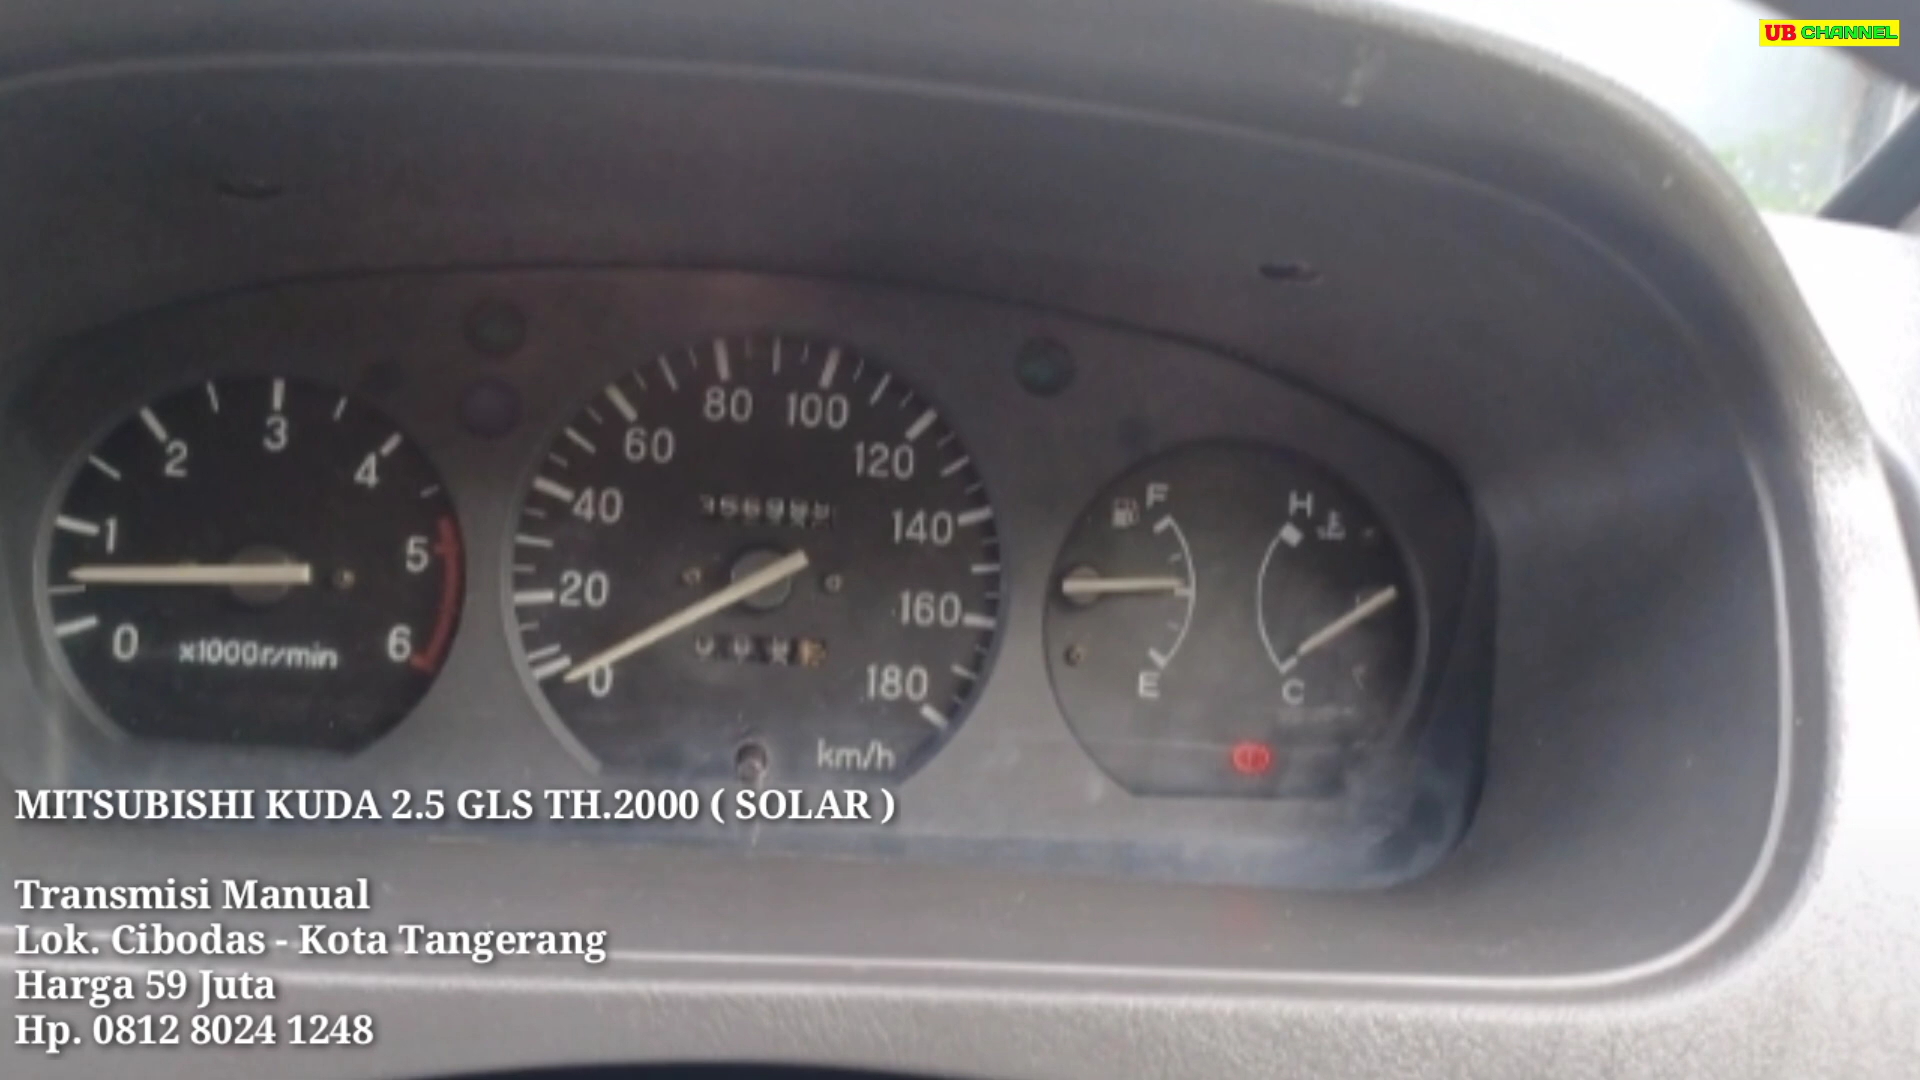 UB CHANNEL
0
1
2
3
4
5
6
x1000r/min
0
20
40
60
80
100
120
140
160
180
km/h
F
E
H
C
MITSUBISHI KUDA 2.5 GLS TH.2000 ( SOLAR )
Transmisi Manual
Lok. Cibodas - Kota Tangerang
Harga 59 Juta
Hp. 0812 8024 1248